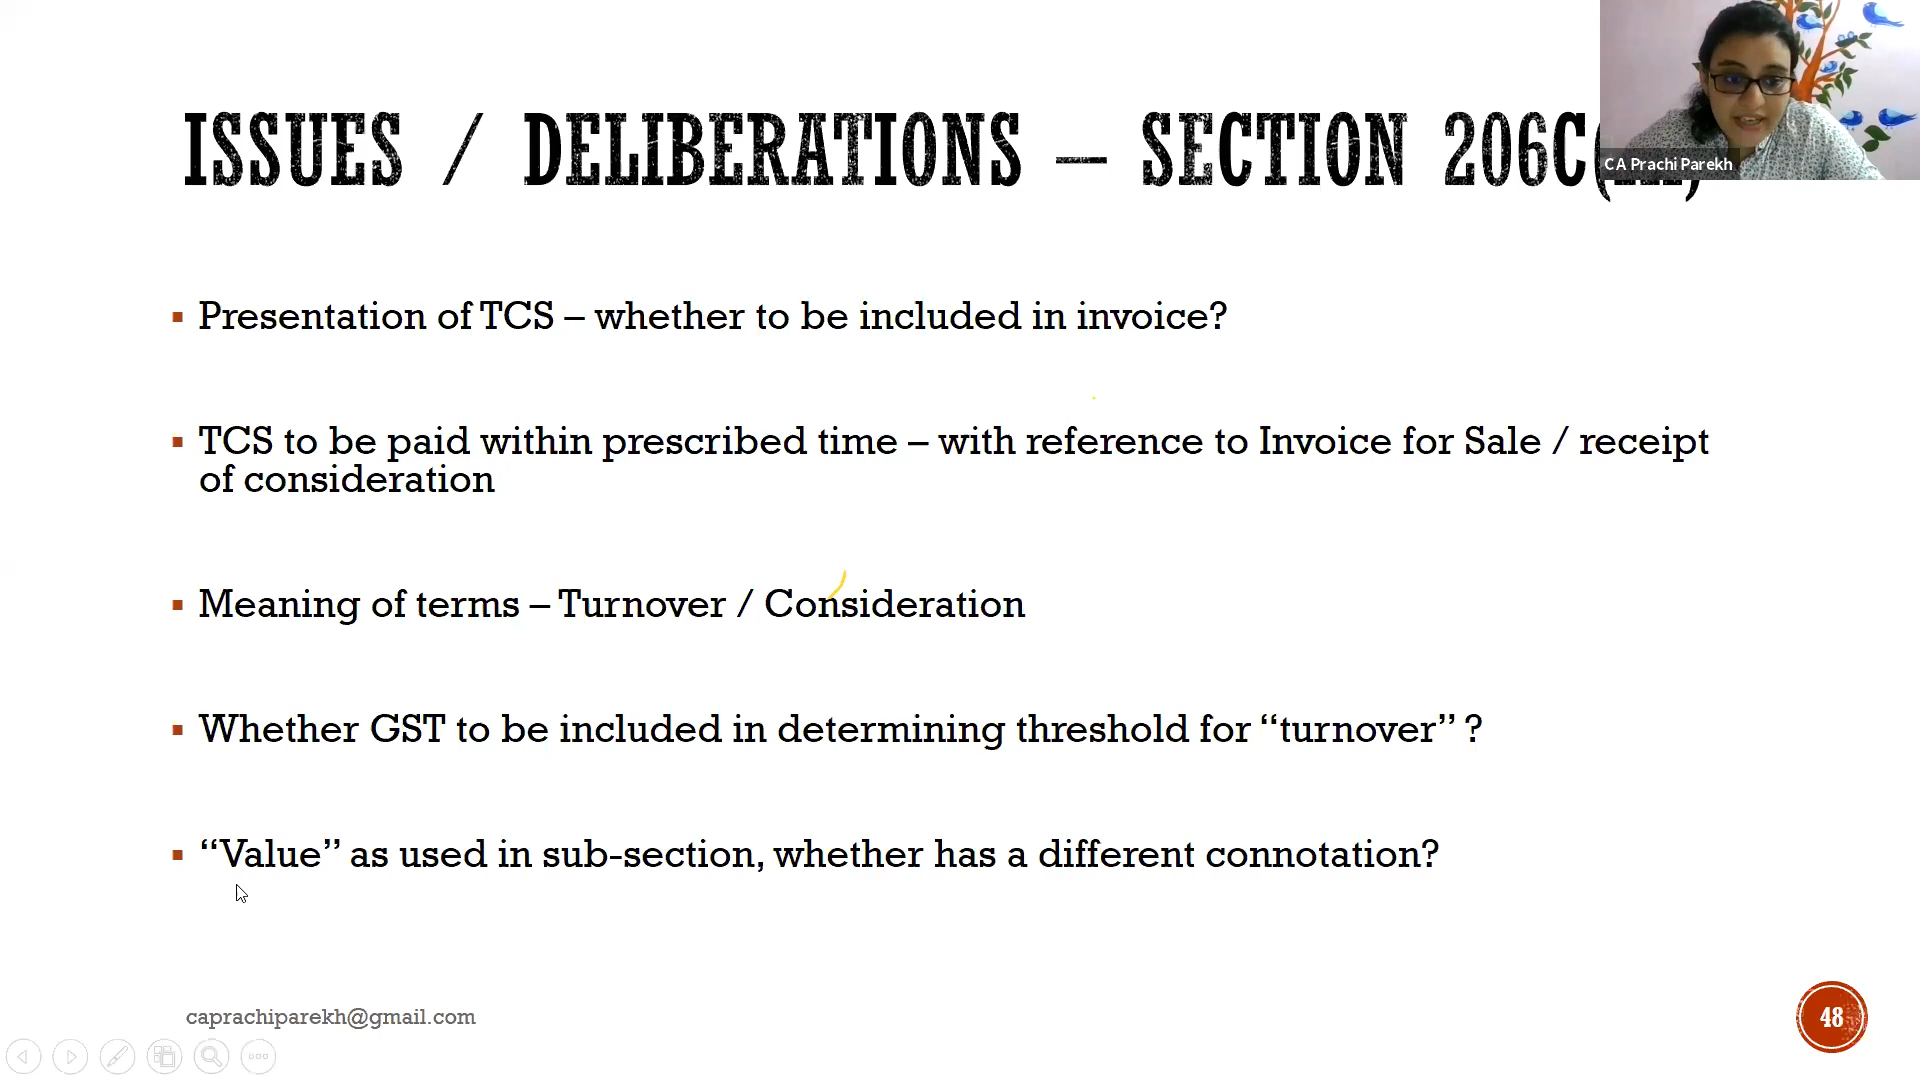 ISSUES / DELIBERATIONS – SECTION 206C(
CA Prachi Parekh
▪ Presentation of TCS – whether to be included in invoice?
▪ TCS to be paid within prescribed time – with reference to Invoice for Sale / receipt
of consideration
▪ Meaning of terms – Turnover / Consideration
▪ Whether GST to be included in determining threshold for “turnover” ?
▪ “Value” as used in sub-section, whether has a different connotation?
caprachiparekh@gmail.com
48